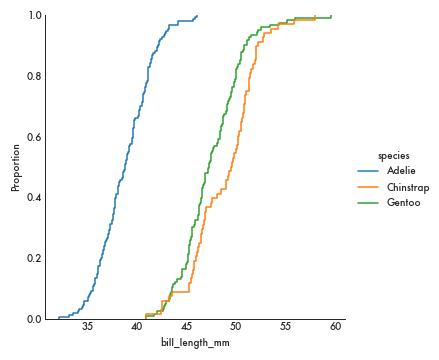 1.0
0.8
0.6
0.4
0.2
0.0
Proportion
35 40 45 50 55 60
bill_length_mm
species
Adelie
Chinstrap
Gentoo